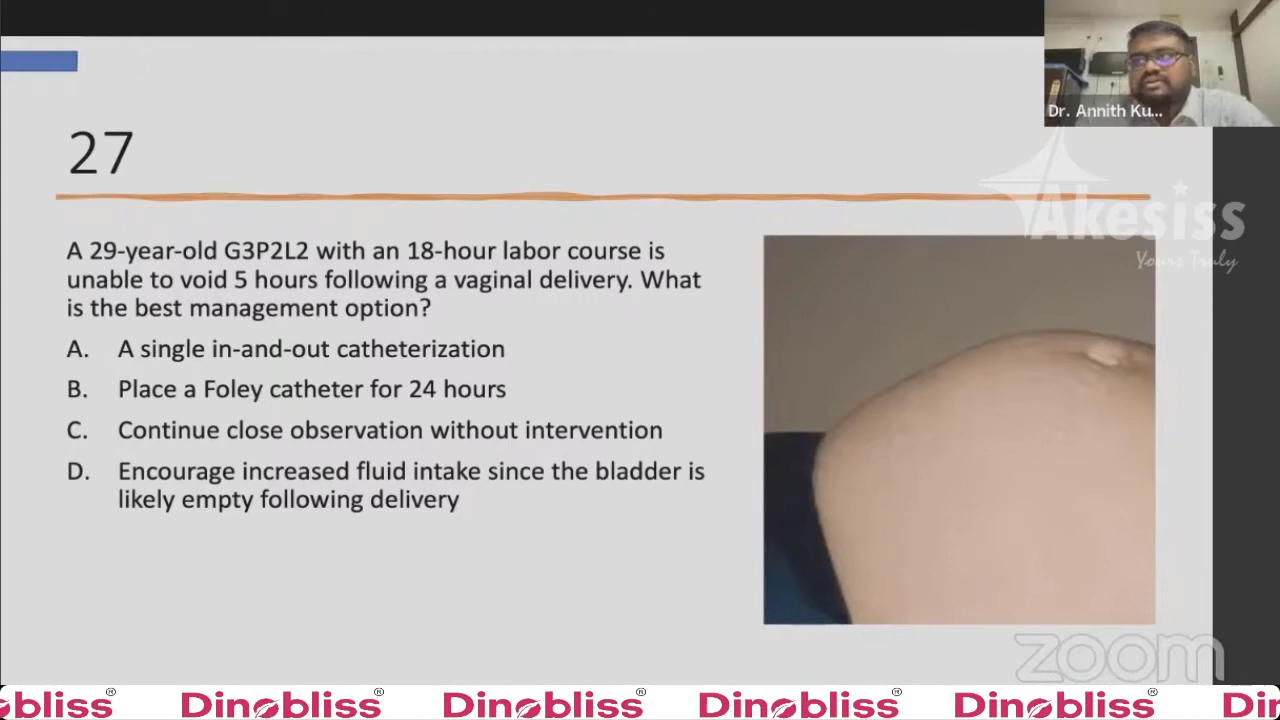 Dr. Annith Ku...
27
Akesiss
Yours Truly
A 29-year-old G3P2L2 with an 18-hour labor course is
unable to void 5 hours following a vaginal delivery. What
is the best management option?
A. A single in-and-out catheterization
B. Place a Foley catheter for 24 hours
C. Continue close observation without intervention
D. Encourage increased fluid intake since the bladder is
likely empty following delivery
zoom
obliss® Dinobliss® Dinobliss® Dinobliss® Dinobliss® Din